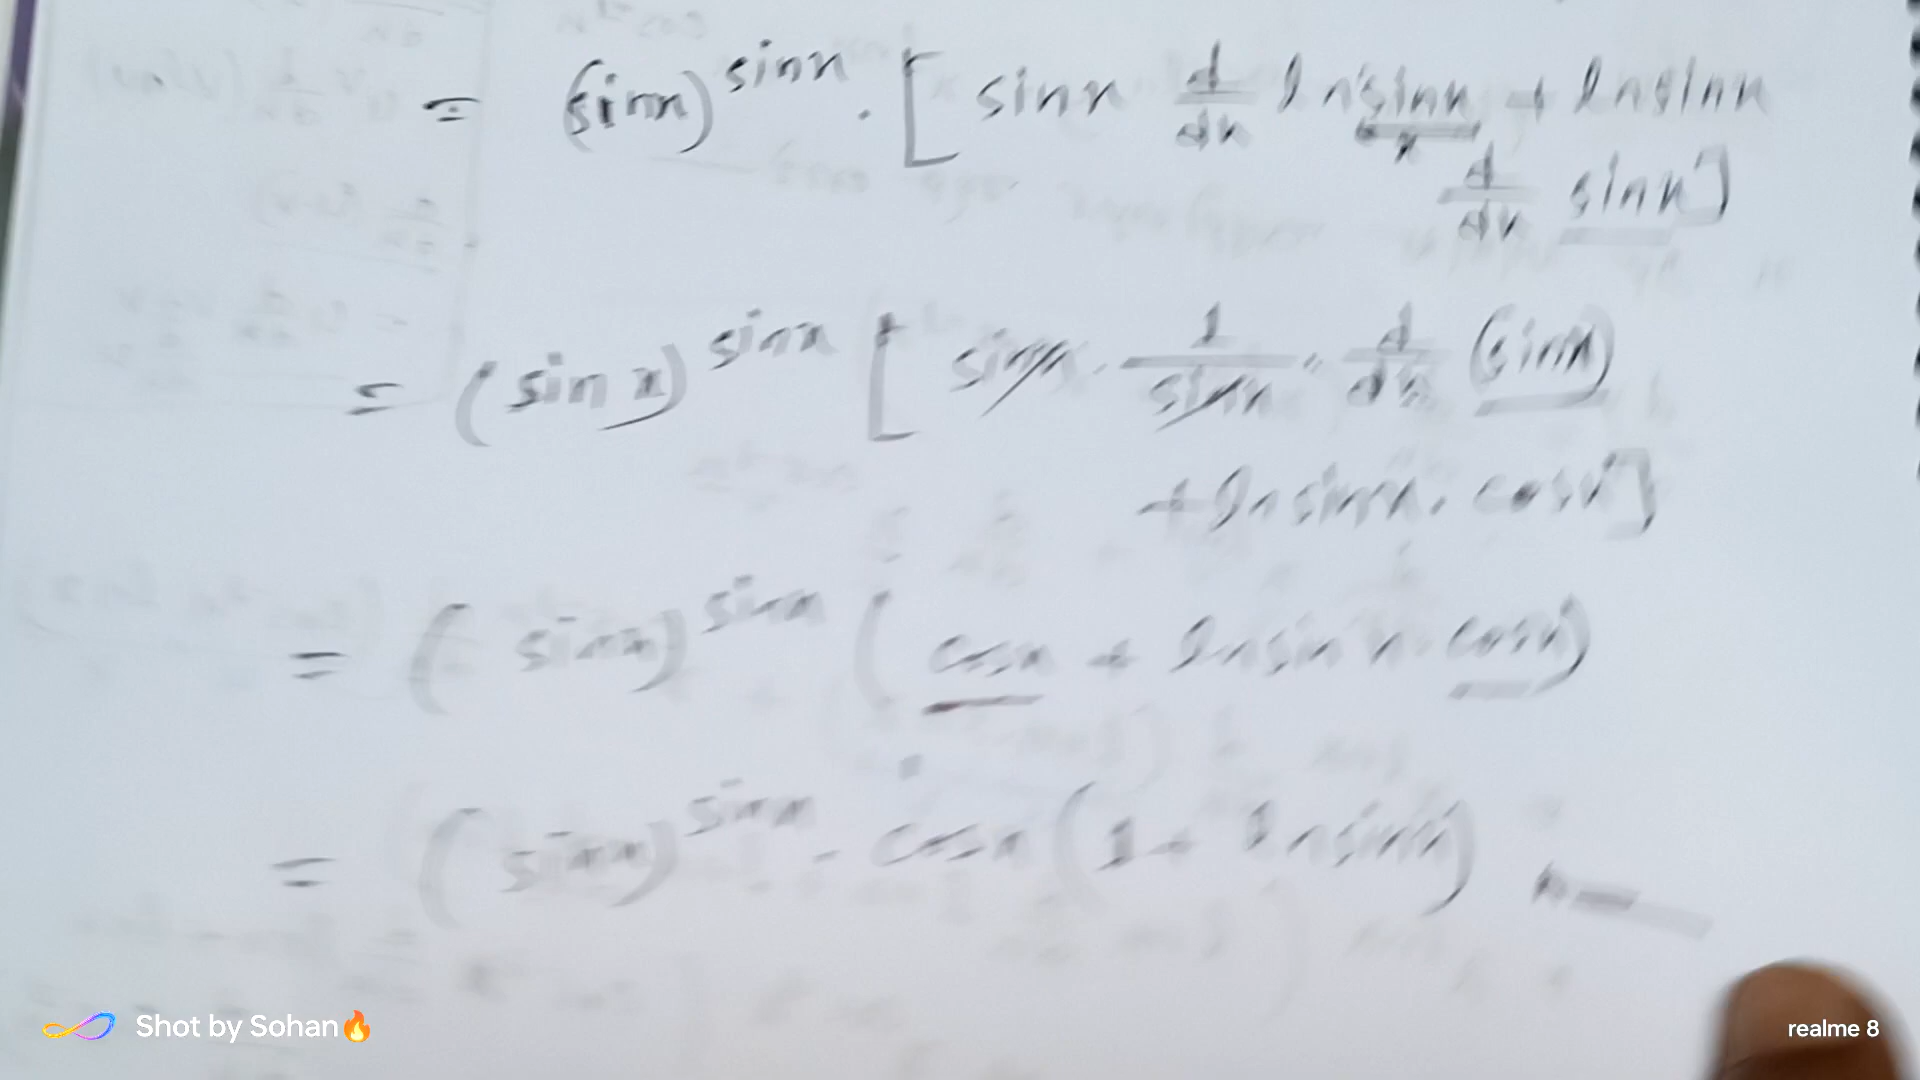 = (sinx)^sinx . [ sinx d/dx ln sinx + ln sinx
x
d/dx sinx ]
= (sin x)^sinx [ sinx . 1/sinx . d/dx (sinx)
+ ln sinx . cosx ]
= ( sinx)^sinx ( cosx + ln sin x . cosx)
= ( sinx)^sinx . cosx (1 + ln sinx)
Shot by Sohan🔥
realme 8